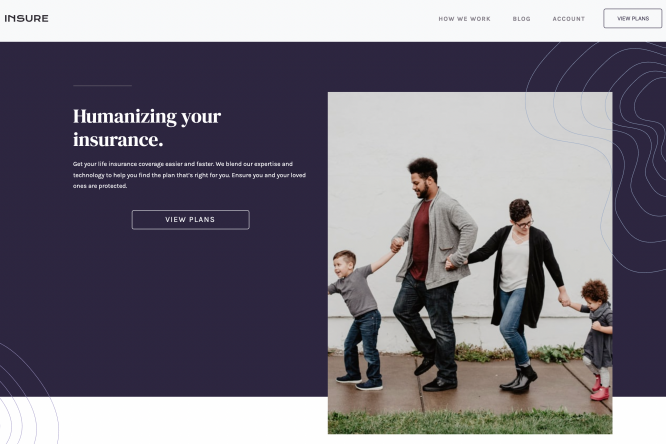 INSURE
HOW WE WORK
BLOG
ACCOUNT
VIEW PLANS
Humanizing your
insurance.
Get your life insurance coverage easier and faster. We blend our expertise and
technology to help you find the plan that's right for you. Ensure you and your loved
ones are protected.
VIEW PLANS